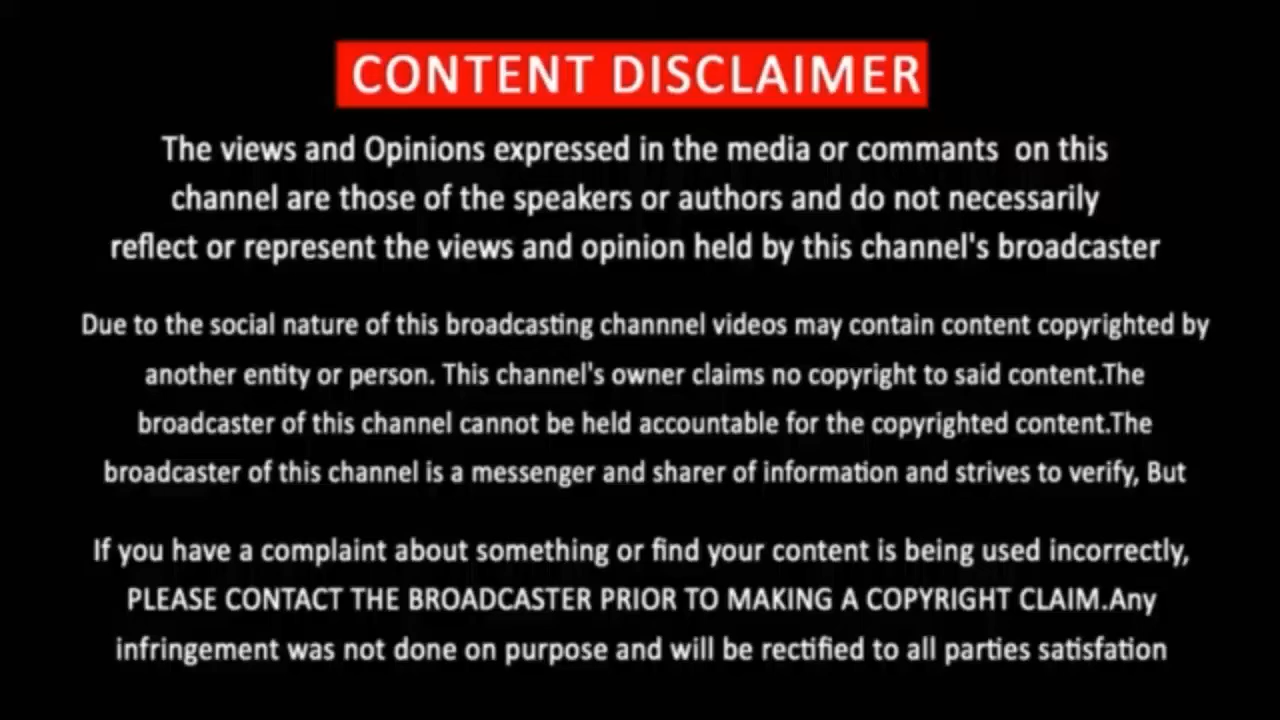 CONTENT DISCLAIMER
The views and Opinions expressed in the media or commants on this
channel are those of the speakers or authors and do not necessarily
reflect or represent the views and opinion held by this channel's broadcaster
Due to the social nature of this broadcasting channnel videos may contain content copyrighted by
another entity or person. This channel's owner claims no copyright to said content.The
broadcaster of this channel cannot be held accountable for the copyrighted content.The
broadcaster of this channel is a messenger and sharer of information and strives to verify, But
If you have a complaint about something or find your content is being used incorrectly,
PLEASE CONTACT THE BROADCASTER PRIOR TO MAKING A COPYRIGHT CLAIM.Any
infringement was not done on purpose and will be rectified to all parties satisfation